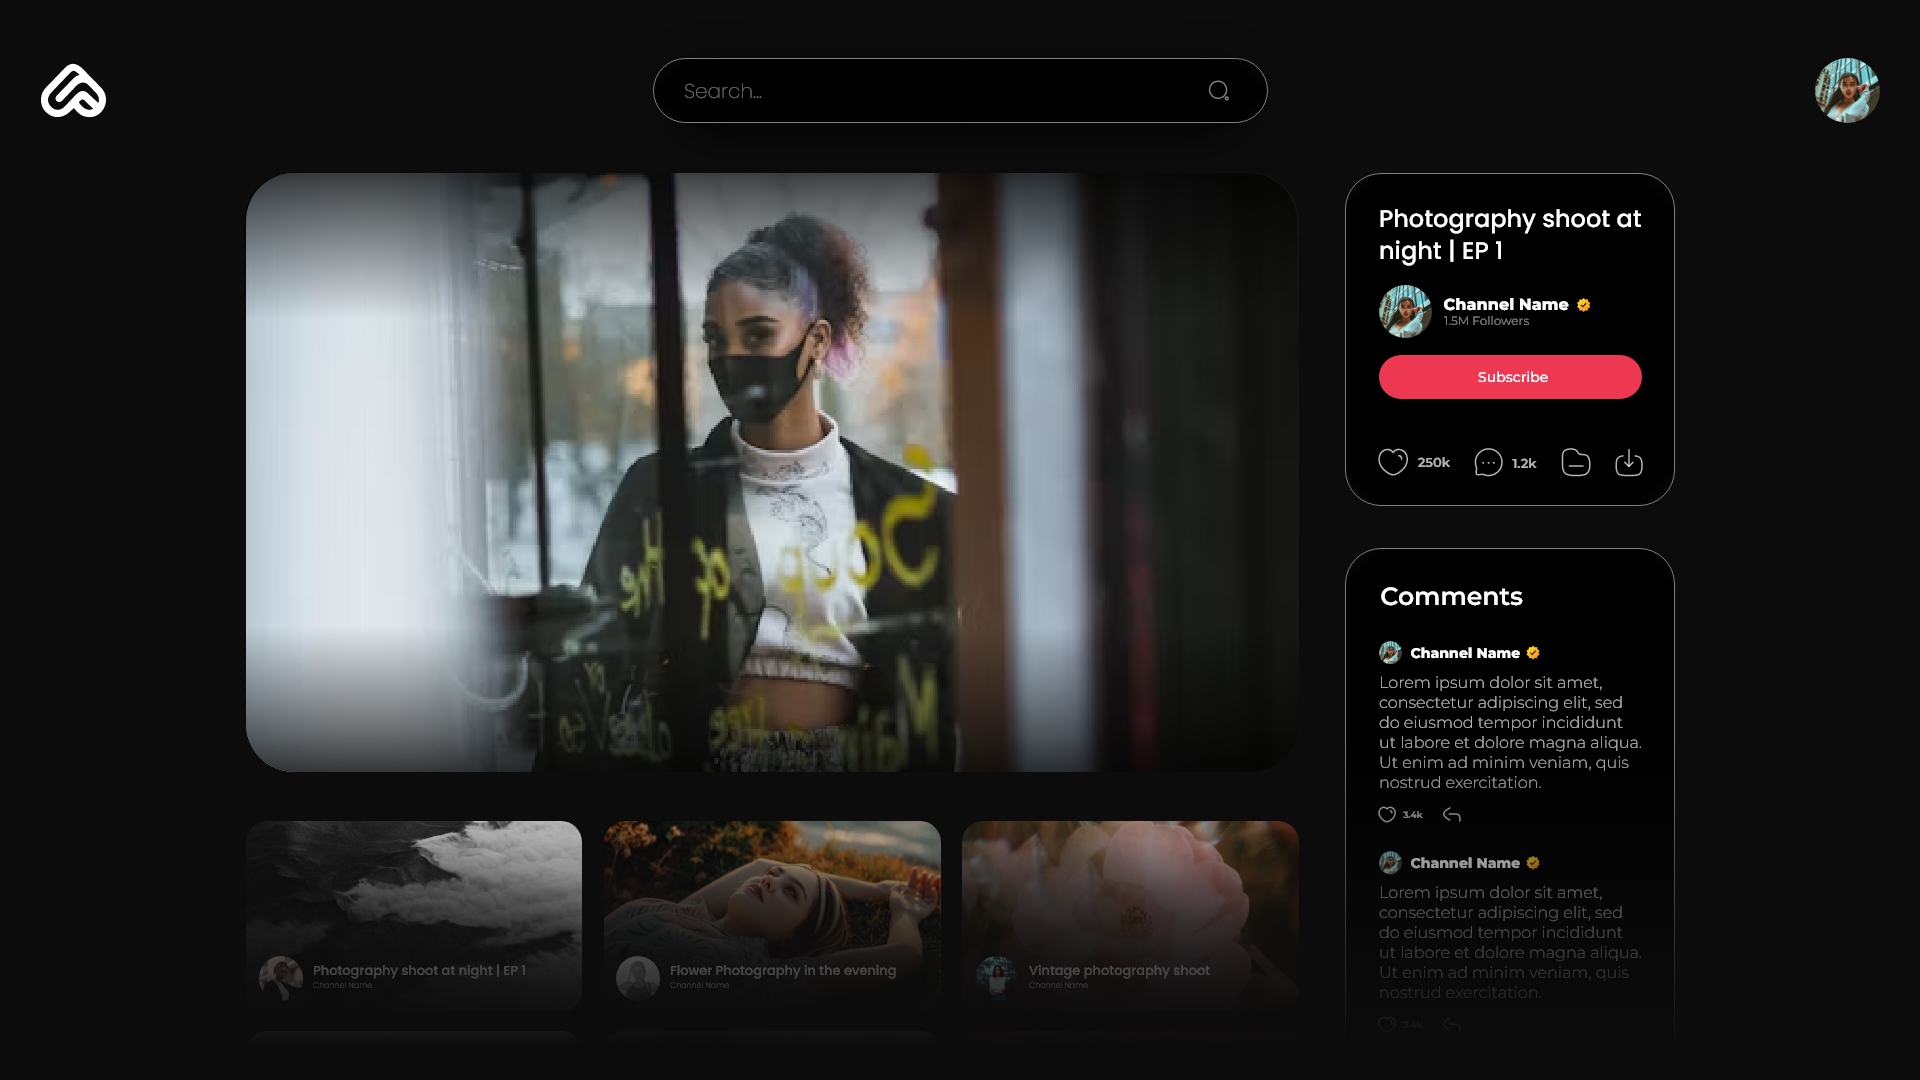 Search...
Photography shoot at
night | EP 1
Channel Name
1.5M Followers
Subscribe
250k
1.2k
Comments
Channel Name
Lorem ipsum dolor sit amet,
consectetur adipiscing elit, sed
do eiusmod tempor incididunt
ut labore et dolore magna aliqua.
Ut enim ad minim veniam, quis
nostrud exercitation.
3.4k
Channel Name
Lorem ipsum dolor sit amet,
consectetur adipiscing elit, sed
do eiusmod tempor incididunt
ut labore et dolore magna aliqua.
Ut enim ad minim veniam, quis
nostrud exercitation.
3.4k
Soup of the
Photography shoot at night | EP 1
Channel Name
Flower Photography in the evening
Channel Name
Vintage photography shoot
Channel Name